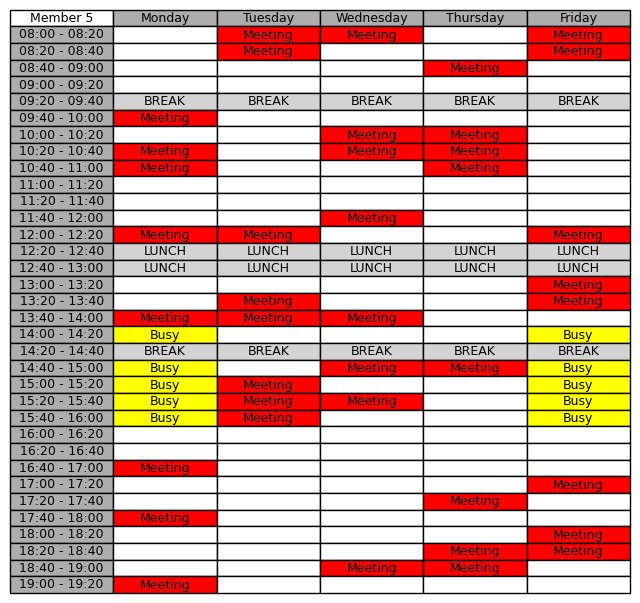 Member 5 Monday Tuesday Wednesday Thursday Friday
08:00 - 08:20 Meeting Meeting Meeting
08:20 - 08:40 Meeting Meeting
08:40 - 09:00 Meeting
09:00 - 09:20
09:20 - 09:40 BREAK BREAK BREAK BREAK BREAK
09:40 - 10:00 Meeting
10:00 - 10:20 Meeting Meeting
10:20 - 10:40 Meeting Meeting Meeting
10:40 - 11:00 Meeting Meeting
11:00 - 11:20
11:20 - 11:40
11:40 - 12:00 Meeting
12:00 - 12:20 Meeting Meeting Meeting
12:20 - 12:40 LUNCH LUNCH LUNCH LUNCH LUNCH
12:40 - 13:00 LUNCH LUNCH LUNCH LUNCH LUNCH
13:00 - 13:20 Meeting
13:20 - 13:40 Meeting Meeting
13:40 - 14:00 Meeting Meeting Meeting
14:00 - 14:20 Busy Busy
14:20 - 14:40 BREAK BREAK BREAK BREAK BREAK
14:40 - 15:00 Busy Meeting Meeting Busy
15:00 - 15:20 Busy Meeting Busy
15:20 - 15:40 Busy Meeting Meeting Busy
15:40 - 16:00 Busy Meeting Busy
16:00 - 16:20
16:20 - 16:40
16:40 - 17:00 Meeting
17:00 - 17:20 Meeting
17:20 - 17:40 Meeting
17:40 - 18:00 Meeting
18:00 - 18:20 Meeting
18:20 - 18:40 Meeting Meeting
18:40 - 19:00 Meeting Meeting
19:00 - 19:20 Meeting